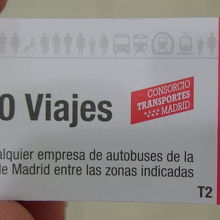 0 Viajes
CONSORCIO
TRANSPORTES
MADRID
alquier empresa de autobuses de la
de Madrid entre las zonas indicadas
T2